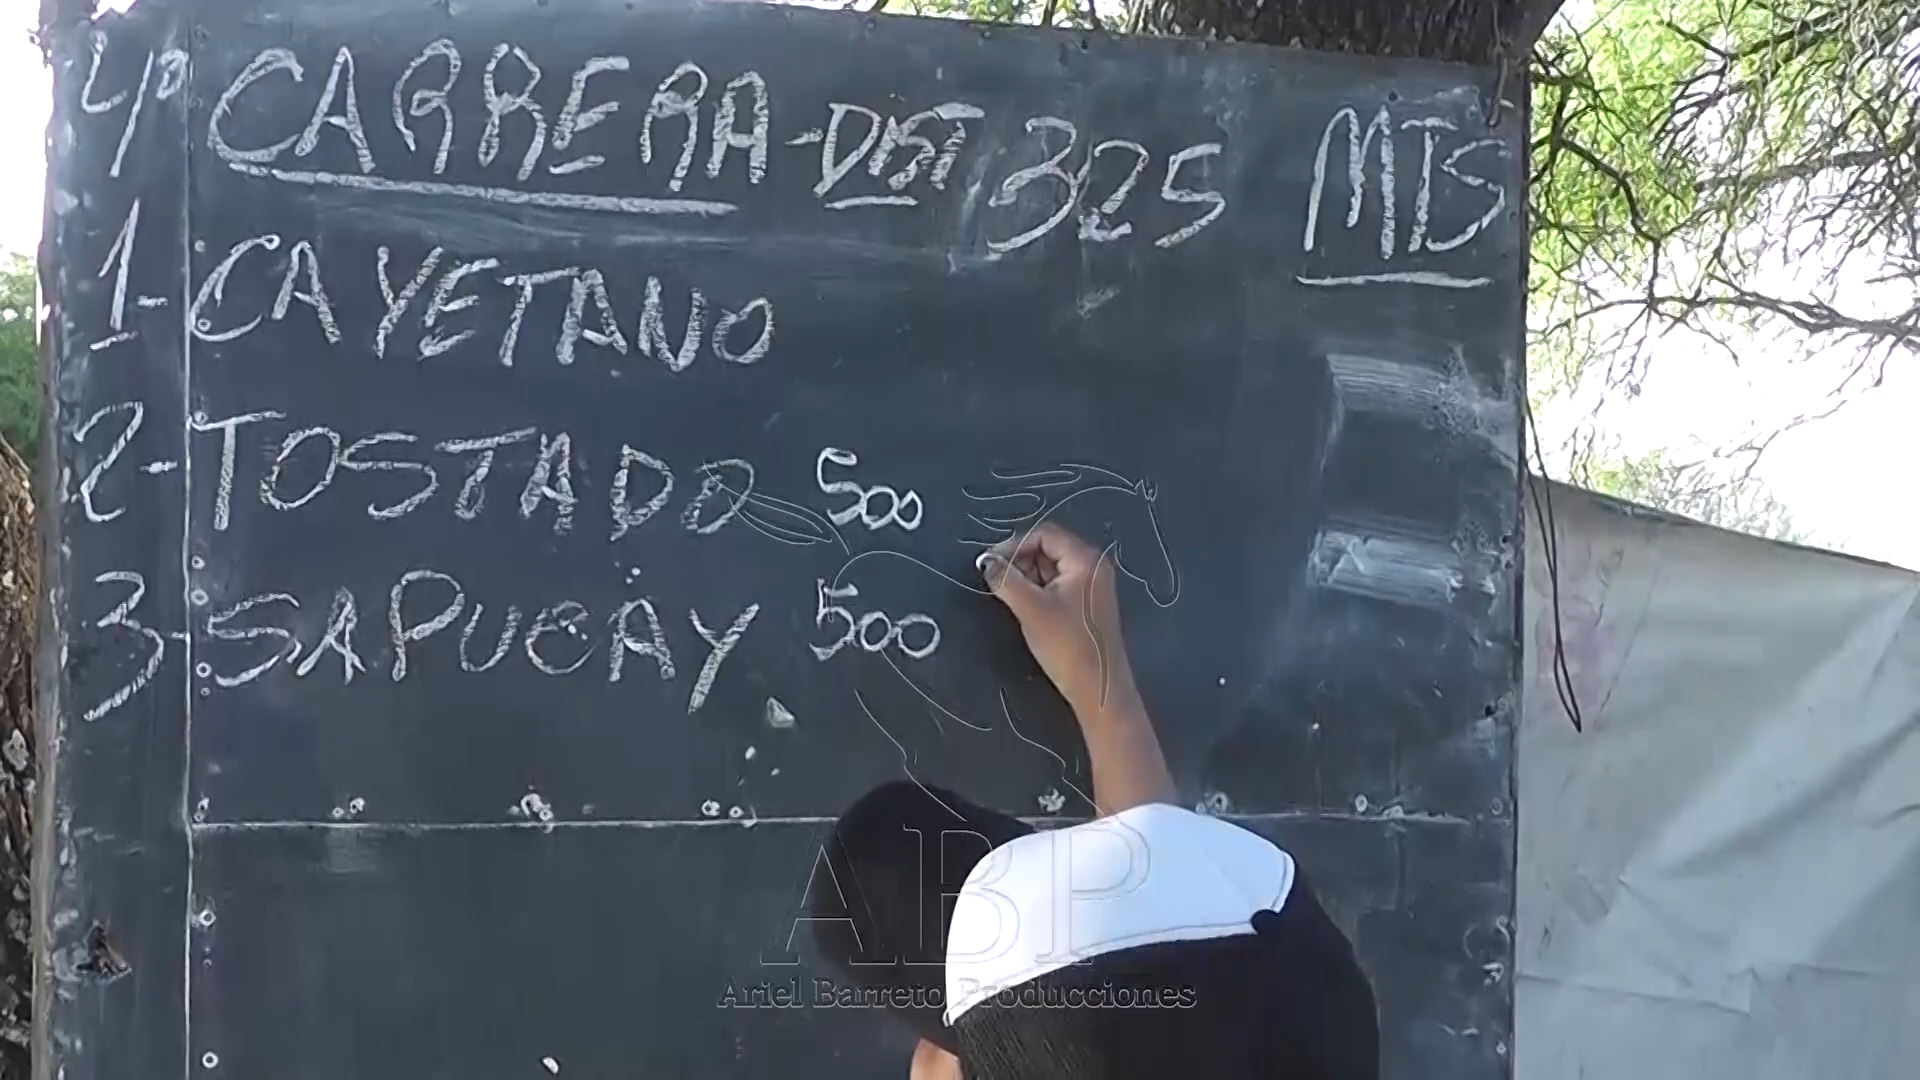 4º CARRERA - DIST 325 MTS
1- CAYETANO
2- TOSTADO 500
3- SAPUCAY 500
ABP
Ariel Barreto Producciones